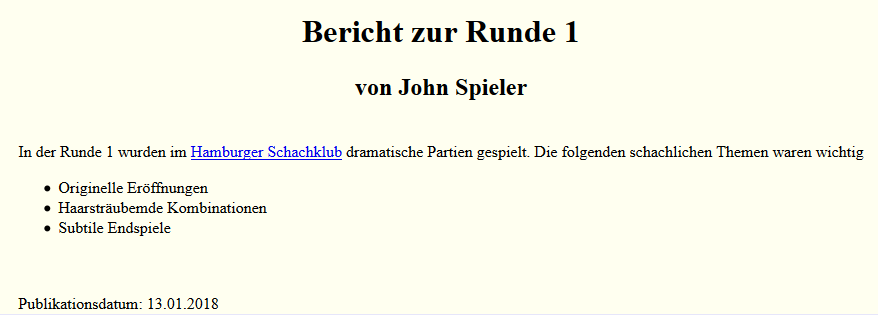 Bericht zur Runde 1
von John Spieler
In der Runde 1 wurden im Hamburger Schachklub dramatische Partien gespielt. Die folgenden schachlichen Themen waren wichtig
Originelle Eröffnungen
Haarsträubemde Kombinationen
Subtile Endspiele
Publikationsdatum: 13.01.2018